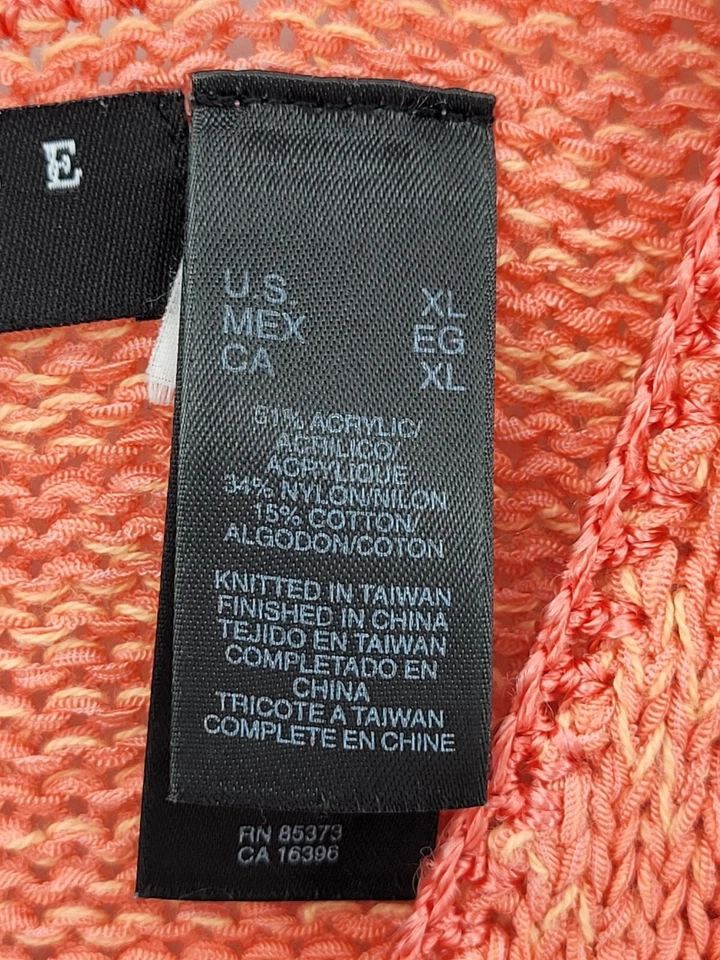 E
U.S. XL
MEX EG
CA XL
51% ACRYLIC/
ACRILICO/
ACRYLIQUE
34% NYLON/NILON
15% COTTON/
ALGODON/COTON
KNITTED IN TAIWAN
FINISHED IN CHINA
TEJIDO EN TAIWAN
COMPLETADO EN
CHINA
TRICOTE A TAIWAN
COMPLETE EN CHINE
RN 85373
CA 16396